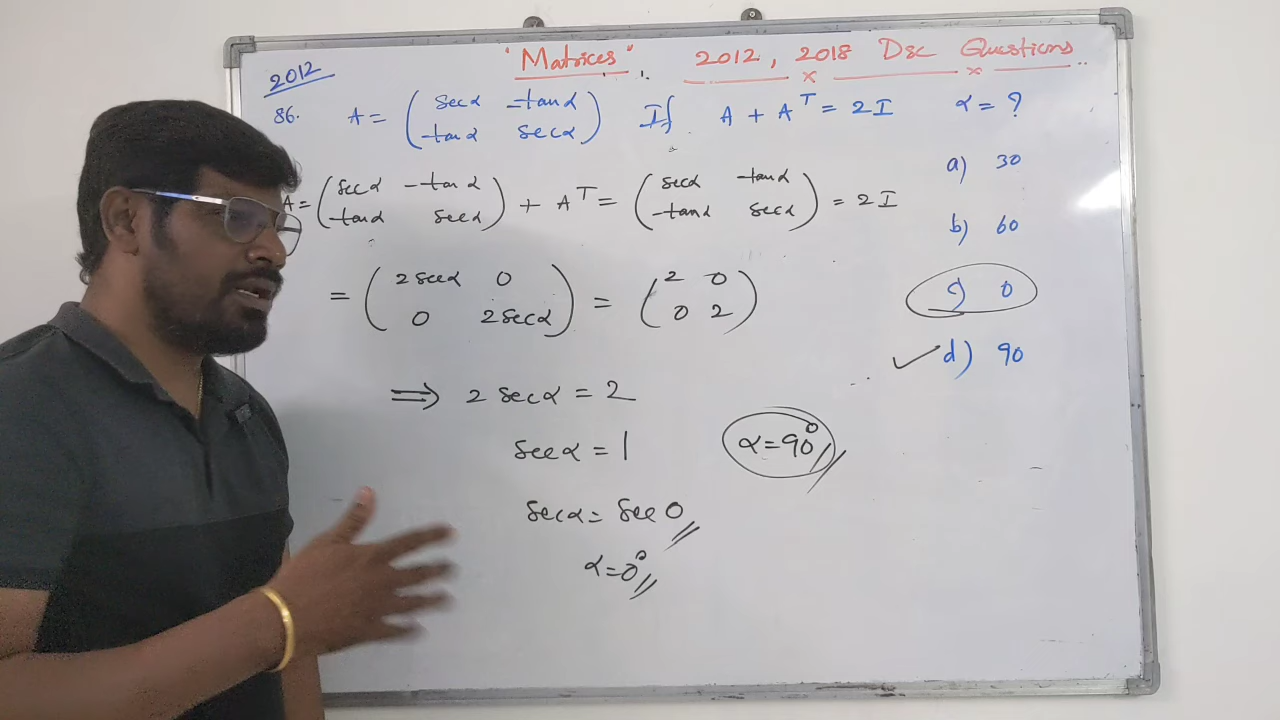 "Matrices". 2012, 2018 Dsc Questions
2012
86. A = ( secα -tanα ) If A + Aᵀ = 2I α = ?
( tanα secα )
a) 30
A = ( secα -tanα ) + Aᵀ = ( secα tanα ) = 2I
( tanα secα ) ( -tanα secα )
b) 60
= ( 2secα 0 ) = ( 2 0 )
( 0 2secα ) ( 0 2 )
c) 0
d) 90
⇒ 2 secα = 2
secα = 1
α = 90°
secα = sec 0
α = 0°